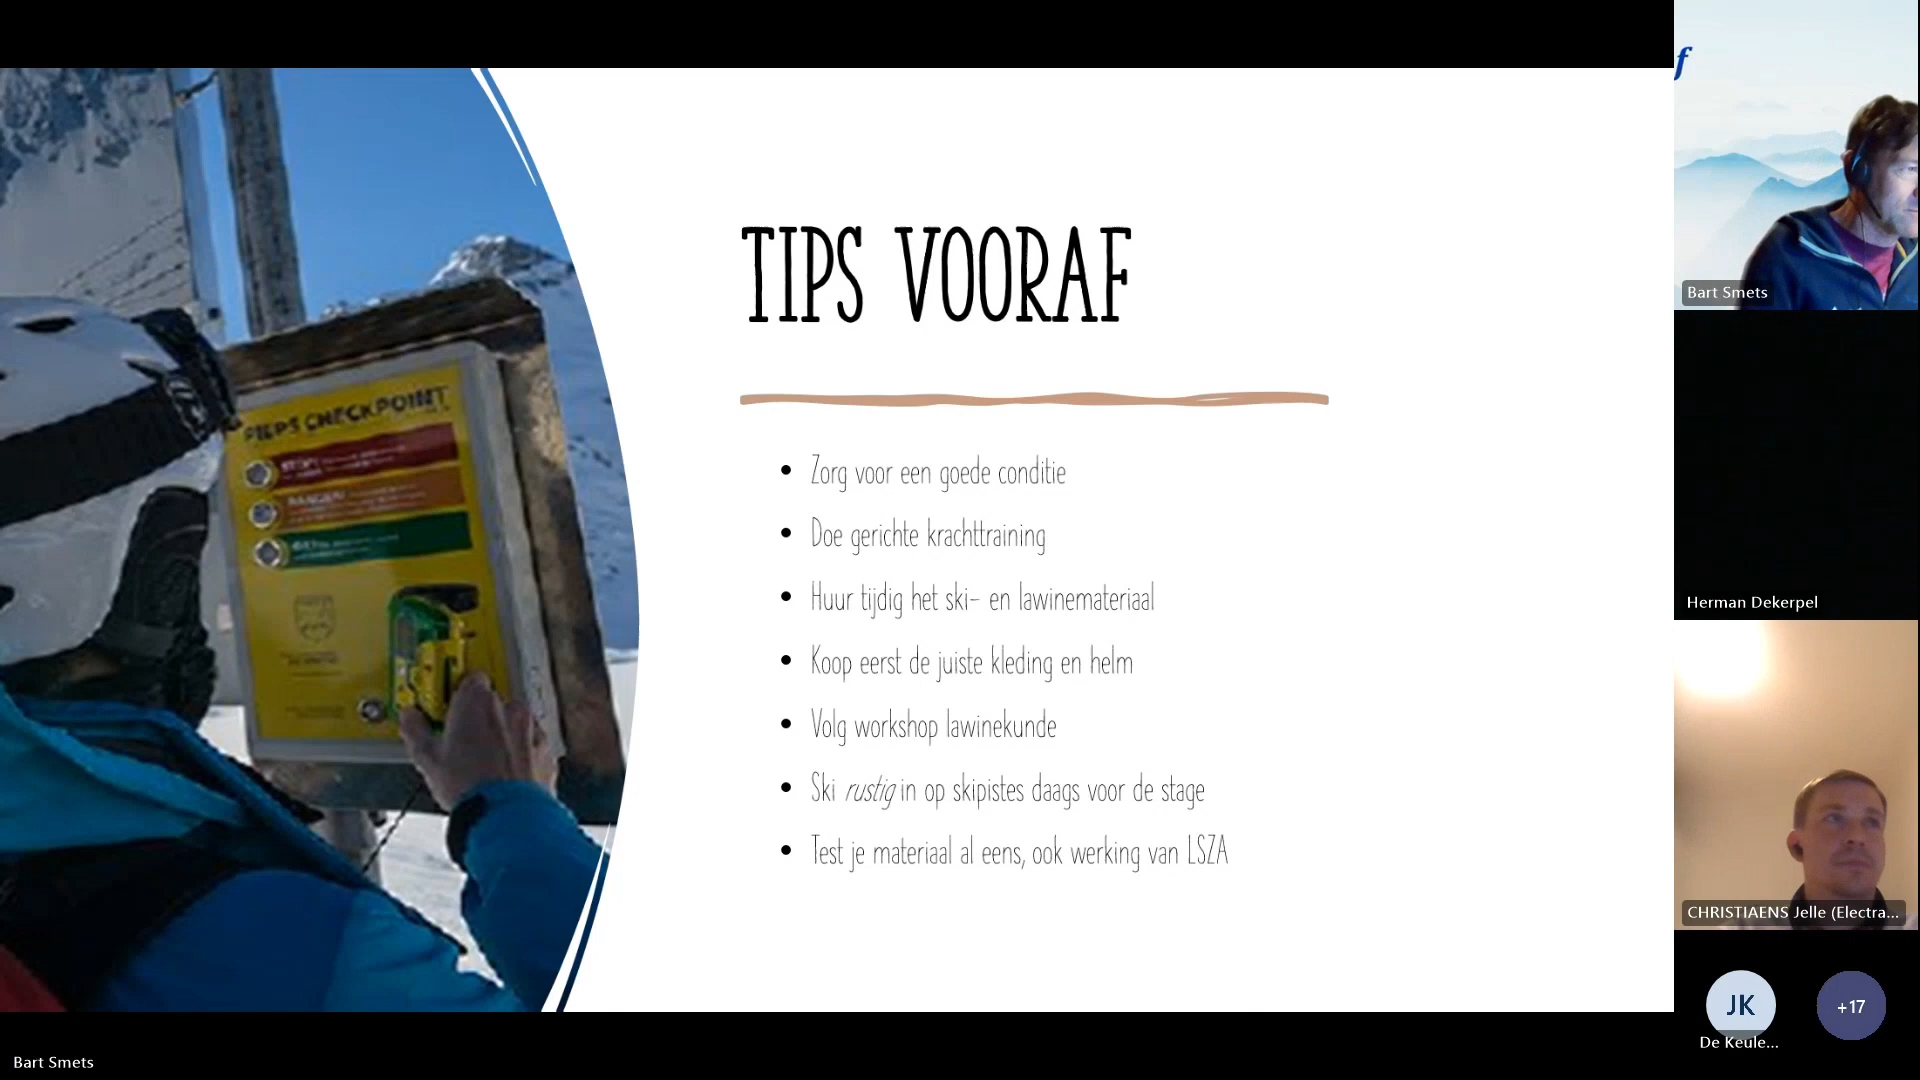 TIPS VOORAF
• Zorg voor een goede conditie
• Doe gerichte krachttraining
• Huur tijdig het ski- en lawinemateriaal
• Koop eerst de juiste kleding en helm
• Volg workshop lawinekunde
• Ski rustig in op skipistes daags voor de stage
• Test je materiaal al eens, ook werking van LSZA
PIEPS CHECKPOINT
STOP!
f
Bart Smets
Herman Dekerpel
CHRISTIAENS Jelle (Electra...
JK
De Keule...
+17
Bart Smets